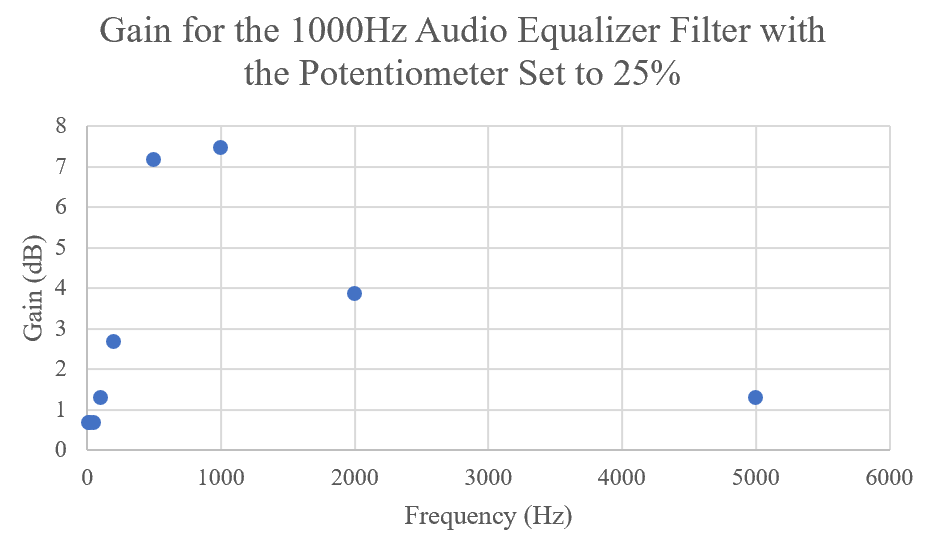 Gain for the 1000Hz Audio Equalizer Filter with
the Potentiometer Set to 25%
8
7
6
5
4
3
2
1
0
Gain (dB)
0 1000 2000 3000 4000 5000 6000
Frequency (Hz)